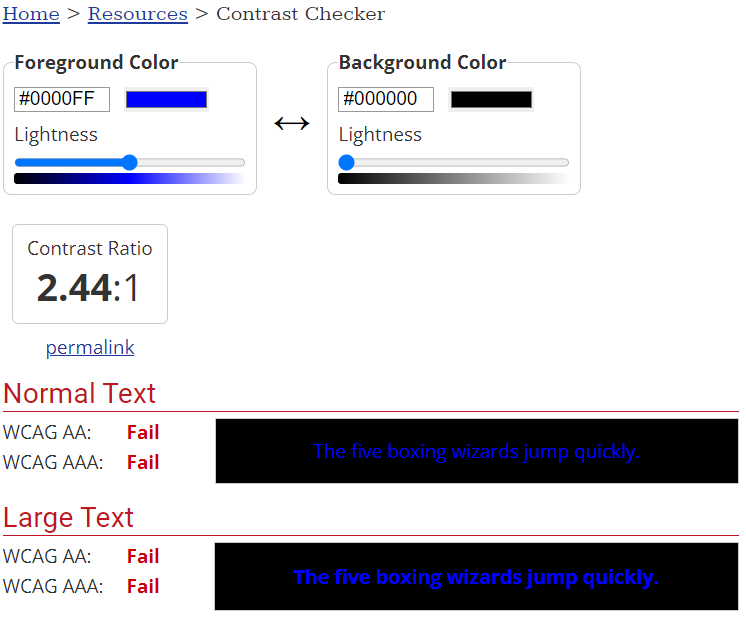 Home > Resources > Contrast Checker
Foreground Color
#0000FF
Lightness
Background Color
#000000
Lightness
Contrast Ratio
2.44:1
permalink
Normal Text
WCAG AA: Fail
WCAG AAA: Fail
The five boxing wizards jump quickly.
Large Text
WCAG AA: Fail
WCAG AAA: Fail
The five boxing wizards jump quickly.